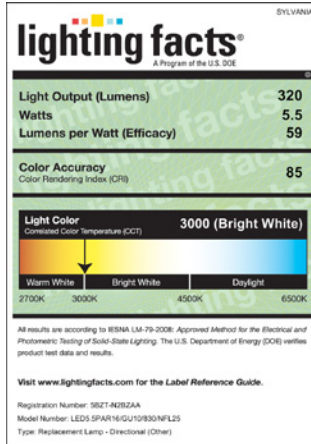 SYLVANIA
lighting facts®
A Program of the U.S. DOE
Light Output (Lumens) 320
Watts 5.5
Lumens per Watt (Efficacy) 59
Color Accuracy 85
Color Rendering Index (CRI)
Light Color 3000 (Bright White)
Correlated Color Temperature (CCT)
Warm White Bright White Daylight
2700K 3000K 4500K 6500K
All results are according to IESNA LM-79-2008: Approved Method for the Electrical and
Photometric Testing of Solid-State Lighting. The U.S. Department of Energy (DOE) verifies
product test data and results.
Visit www.lightingfacts.com for the Label Reference Guide.
Registration Number: 5BZT-N2BZAA
Model Number: LED5.5PAR16/GU10/830/NFL25
Type: Replacement Lamp - Directional (Other)